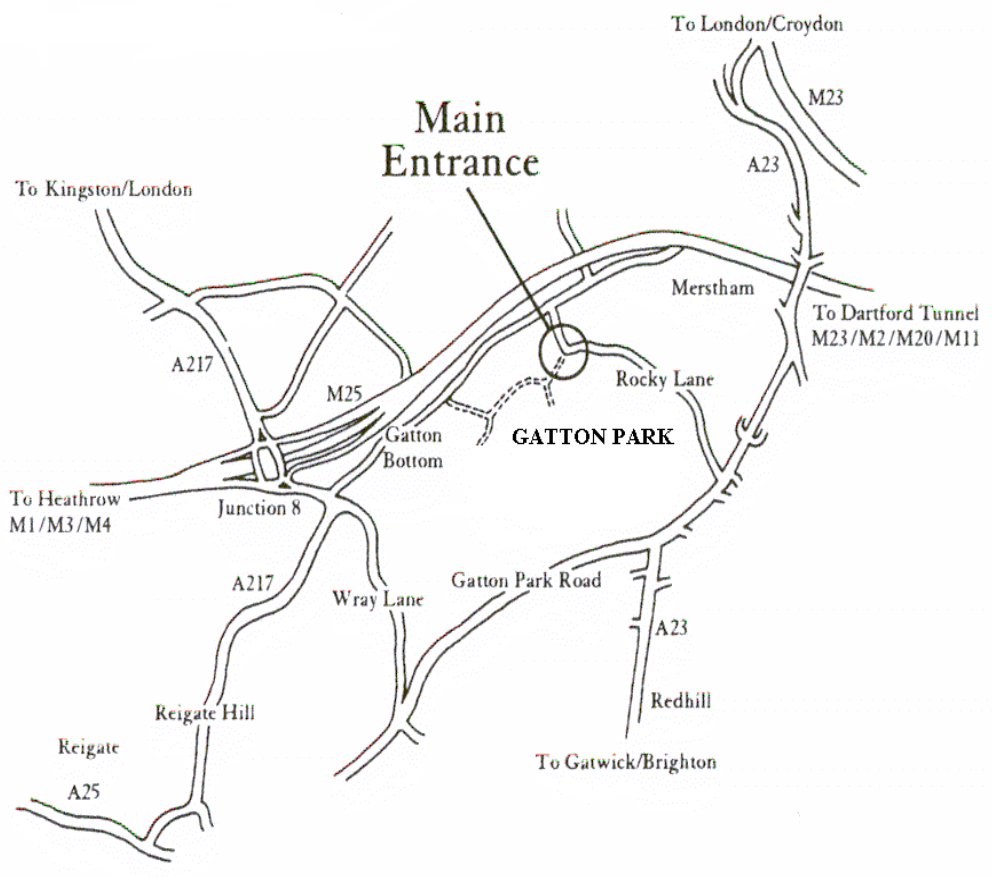 To London/Croydon
M23
Main
Entrance
A23
To Kingston/London
Merstham
To Dartford Tunnel
M23/M2/M20/M11
A217
Rocky Lane
M25
Gatton
Bottom
GATTON PARK
To Heathrow
M1/M3/M4
Junction 8
A217
Wray Lane
Gatton Park Road
A23
Redhill
Reigate Hill
Reigate
To Gatwick/Brighton
A25